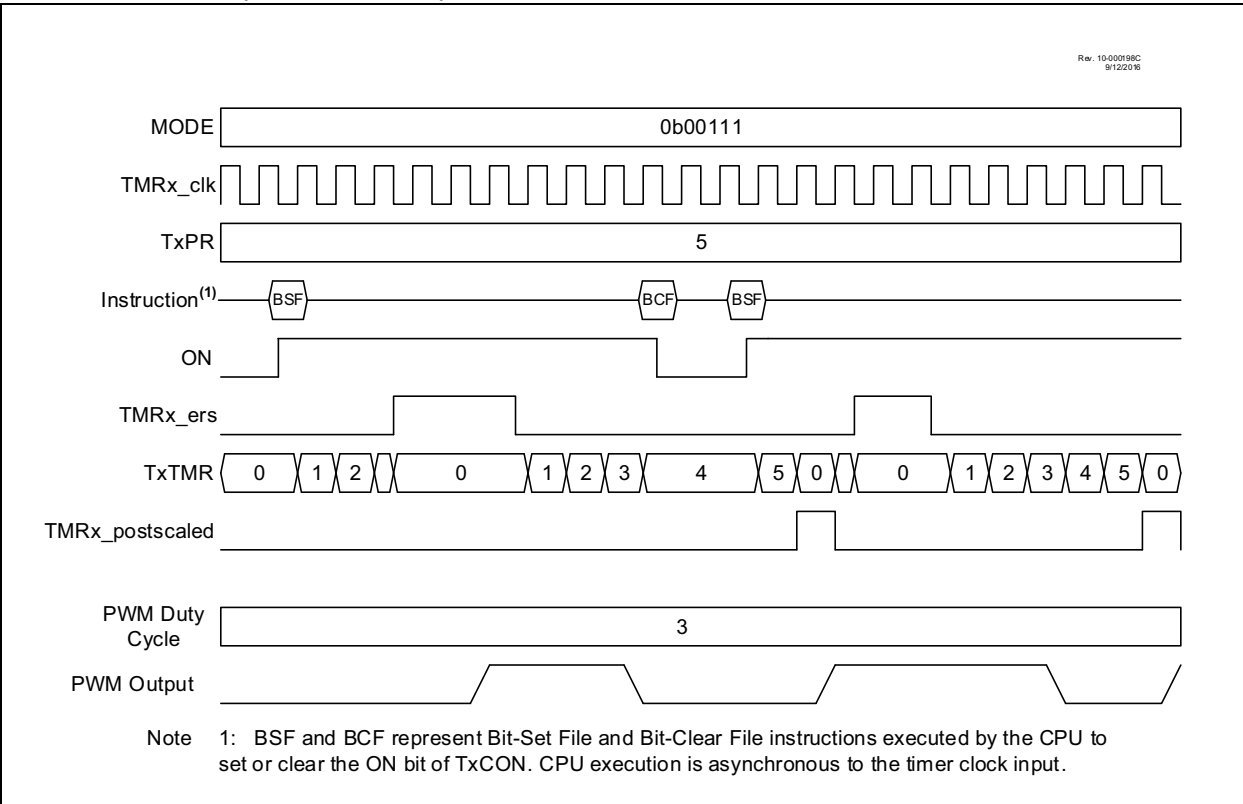 Rev. 10-000198C
9/12/2016
MODE 0b00111
TMRx_clk
TxPR 5
Instruction(1) BSF BCF BSF
ON
TMRx_ers
TxTMR 0 1 2 0 1 2 3 4 5 0 0 1 2 3 4 5 0
TMRx_postscaled
PWM Duty
Cycle 3
PWM Output
Note 1: BSF and BCF represent Bit-Set File and Bit-Clear File instructions executed by the CPU to
set or clear the ON bit of TxCON. CPU execution is asynchronous to the timer clock input.